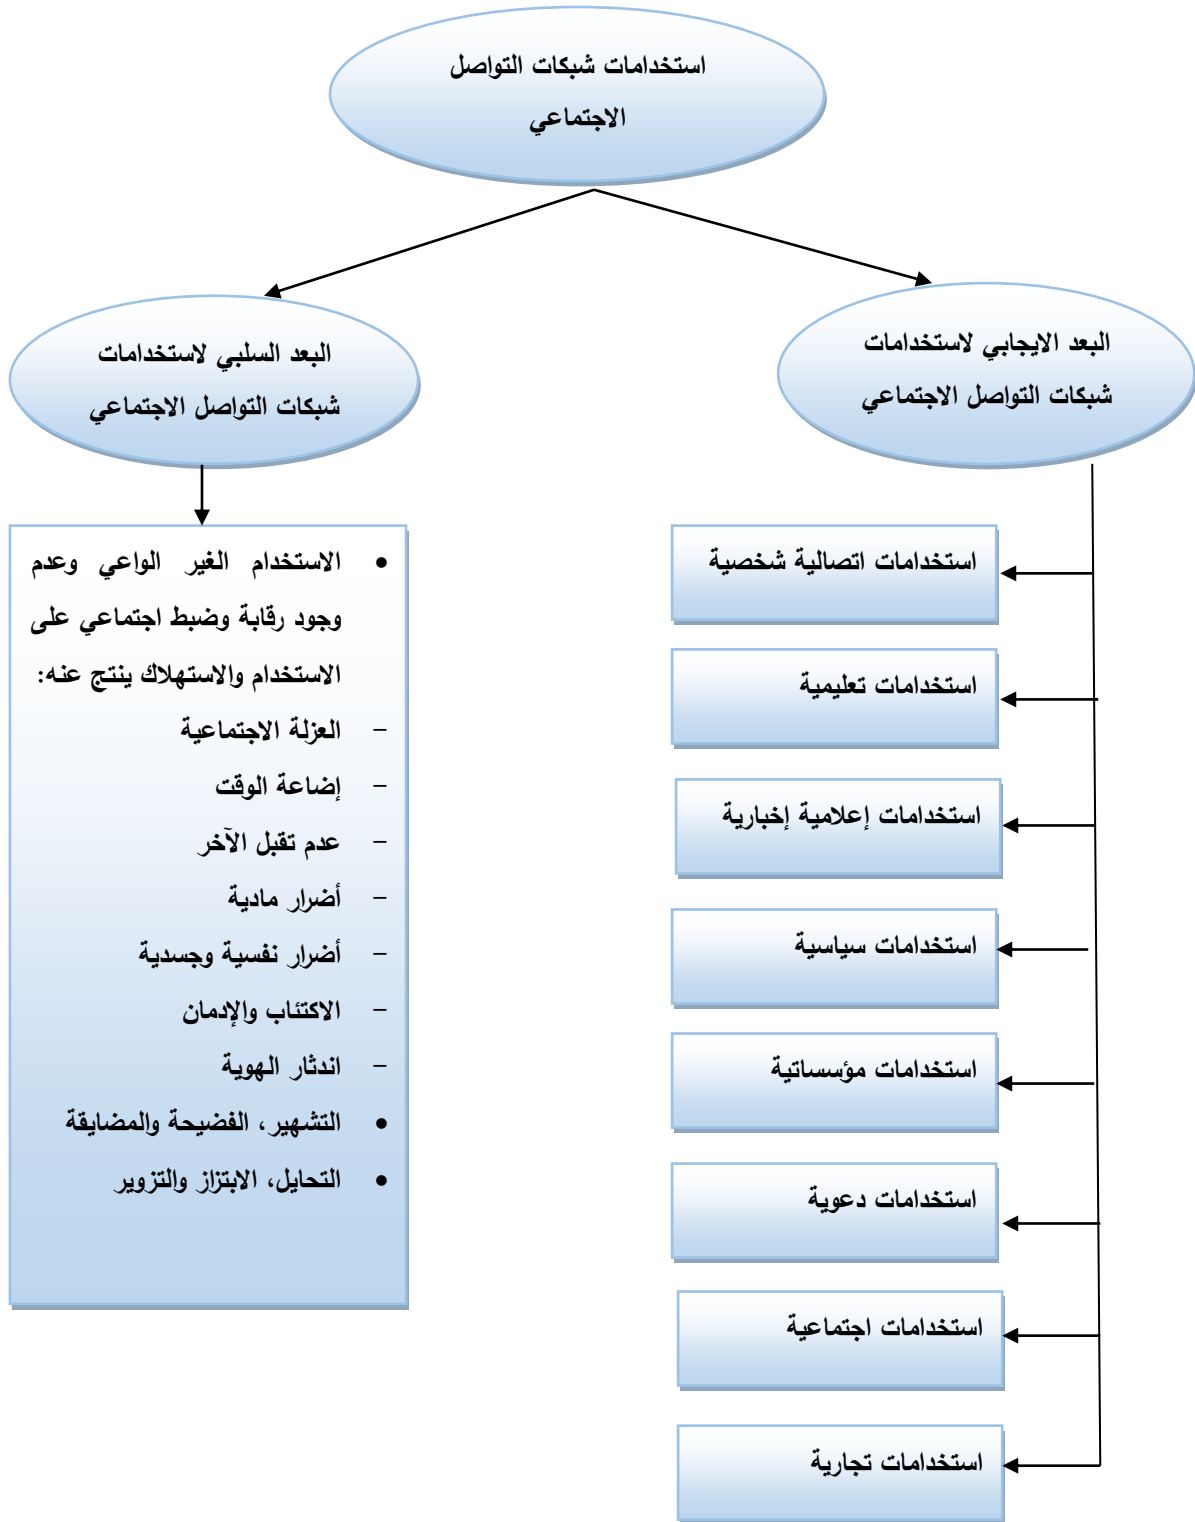 استخدامات شبكات التواصل
الاجتماعي
البعد الايجابي لاستخدامات
شبكات التواصل الاجتماعي
استخدامات اتصالية شخصية
استخدامات تعليمية
استخدامات إعلامية إخبارية
استخدامات سياسية
استخدامات مؤسساتية
استخدامات دعوية
استخدامات اجتماعية
استخدامات تجارية
البعد السلبي لاستخدامات
شبكات التواصل الاجتماعي
• الاستخدام الغير الواعي وعدم
وجود رقابة وضبط اجتماعي على
الاستخدام والاستهلاك ينتج عنه:
– العزلة الاجتماعية
– إضاعة الوقت
– عدم تقبل الآخر
– أضرار مادية
– أضرار نفسية وجسدية
– الاكتئاب والإدمان
– اندثار الهوية
• التشهير، الفضيحة والمضايقة
• التحايل، الابتزاز والتزوير